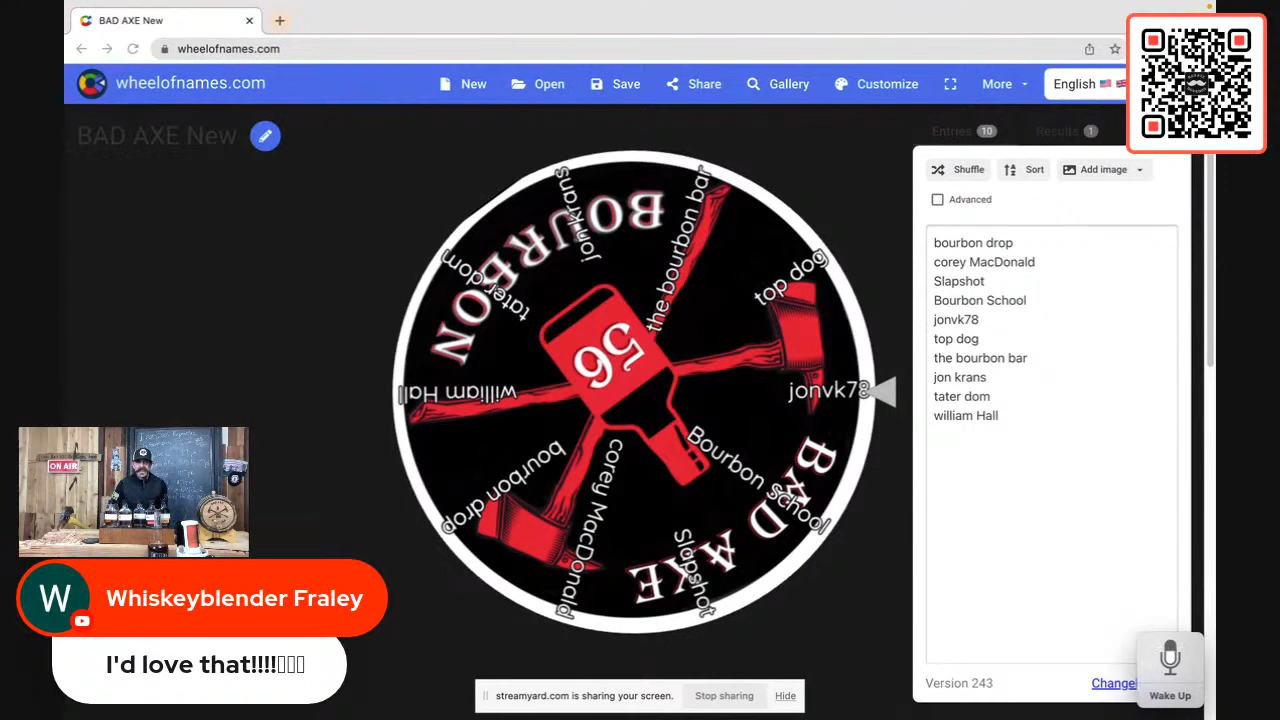 BAD AXE New
wheelofnames.com
wheelofnames.com
New
Open
Save
Share
Gallery
Customize
More
English
BAD AXE New
Entries 10
Results 1
Shuffle
Sort
Add image
Advanced
bourbon drop
corey MacDonald
Slapshot
Bourbon School
jonvk78
top dog
the bourbon bar
jon krans
tater dom
william Hall
BOURBON
jon krans
the bourbon bar
top dog
tater dom
56
jonvk78
william Hall
Bourbon School
bourbon drop
corey MacDonald
Slapshot
BAD AXE
ON AIR
W
Whiskeyblender Fraley
I'd love that!!!!
streamyard.com is sharing your screen.
Stop sharing
Hide
Version 243
Change
Wake Up